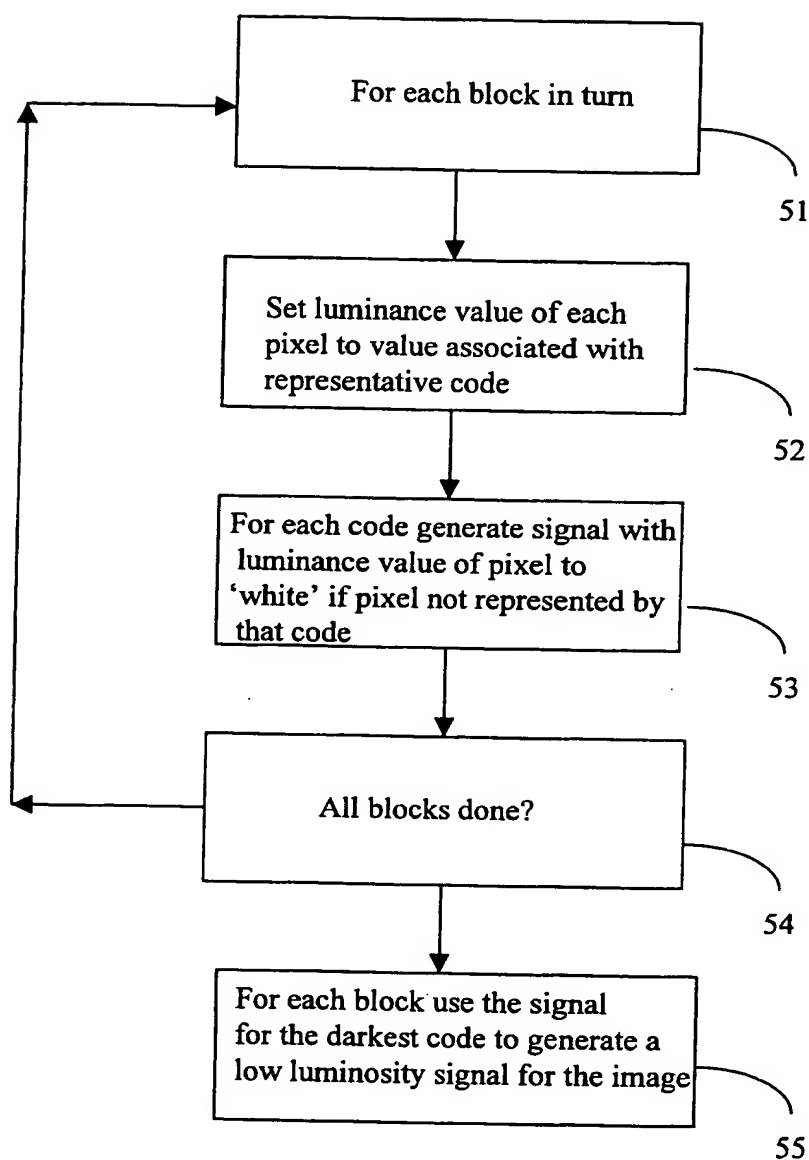 For each block in turn
51
Set luminance value of each
pixel to value associated with
representative code
52
For each code generate signal with
luminance value of pixel to
‘white’ if pixel not represented by
that code
53
All blocks done?
54
For each block use the signal
for the darkest code to generate a
low luminosity signal for the image
55